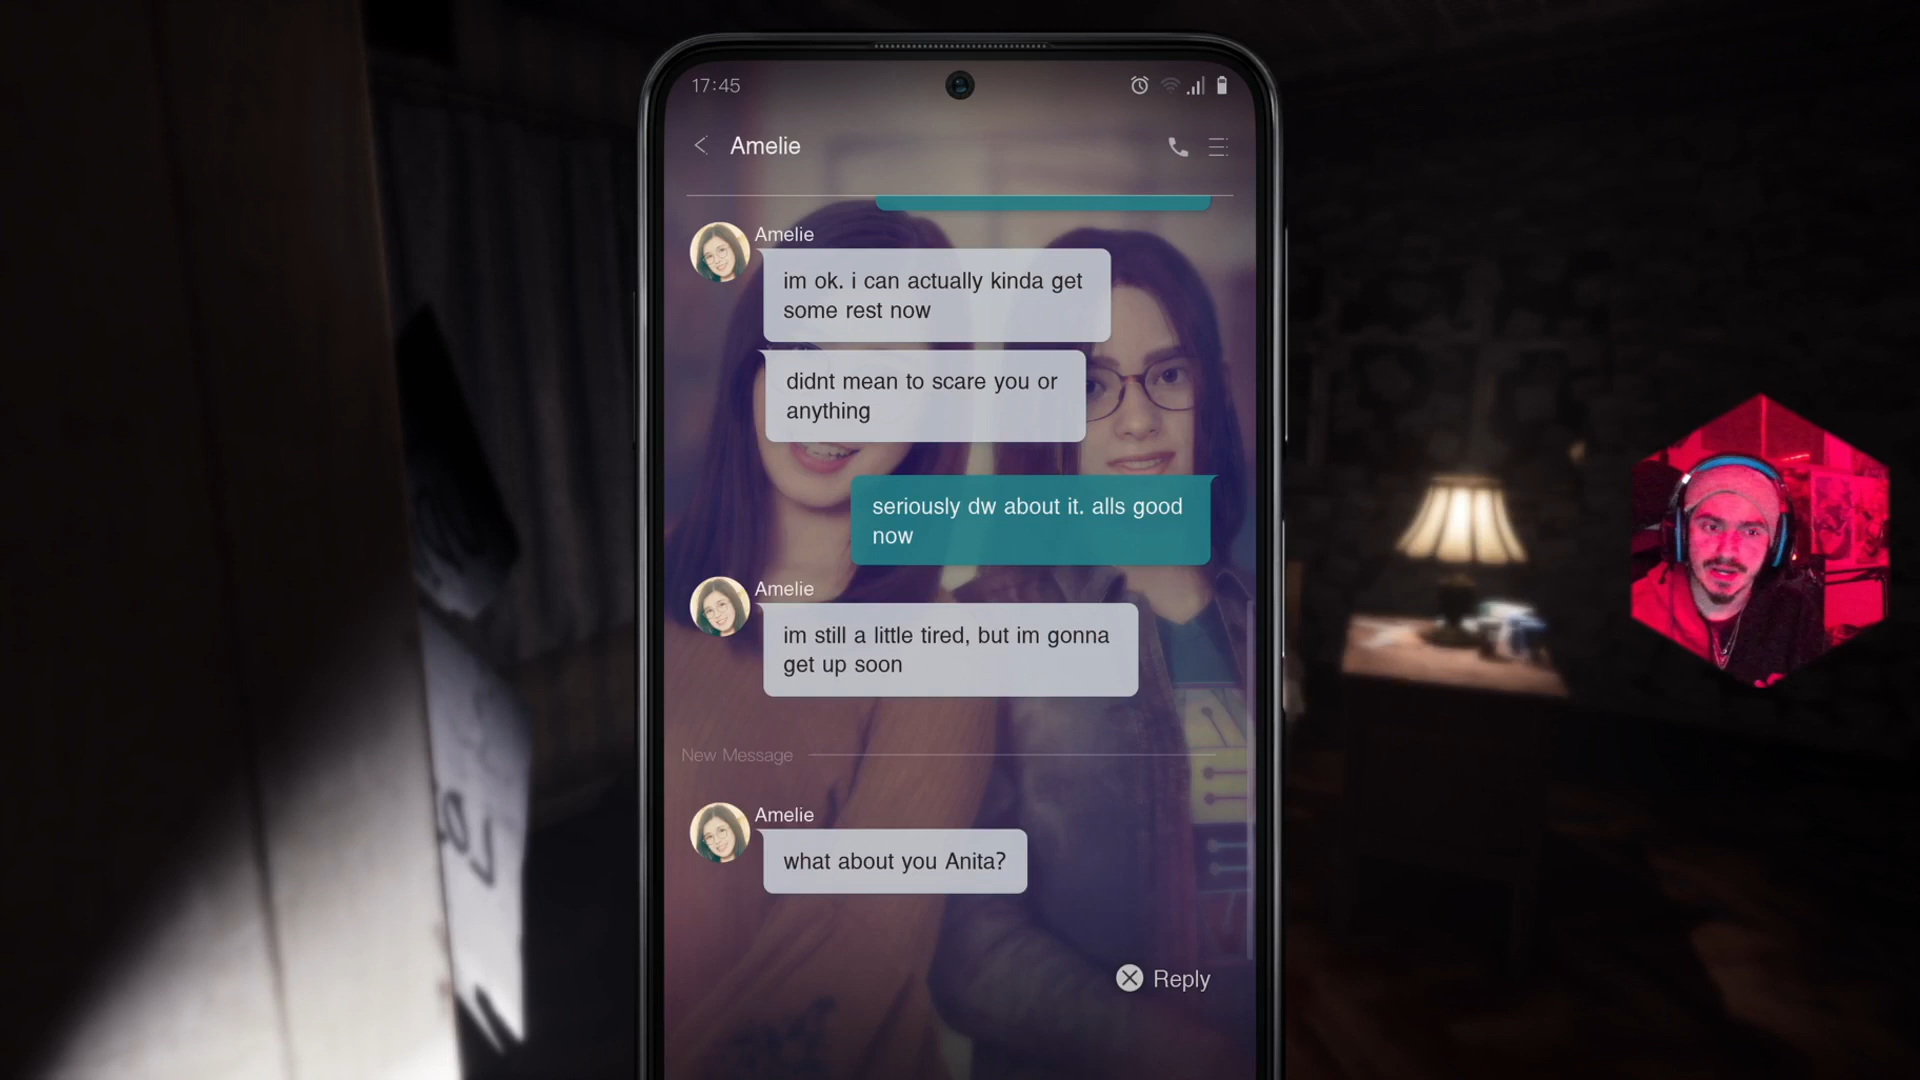 17:45
Amelie
Amelie
im ok. i can actually kinda get
some rest now
didnt mean to scare you or
anything
seriously dw about it. alls good
now
Amelie
im still a little tired, but im gonna
get up soon
New Message
Amelie
what about you Anita?
Reply